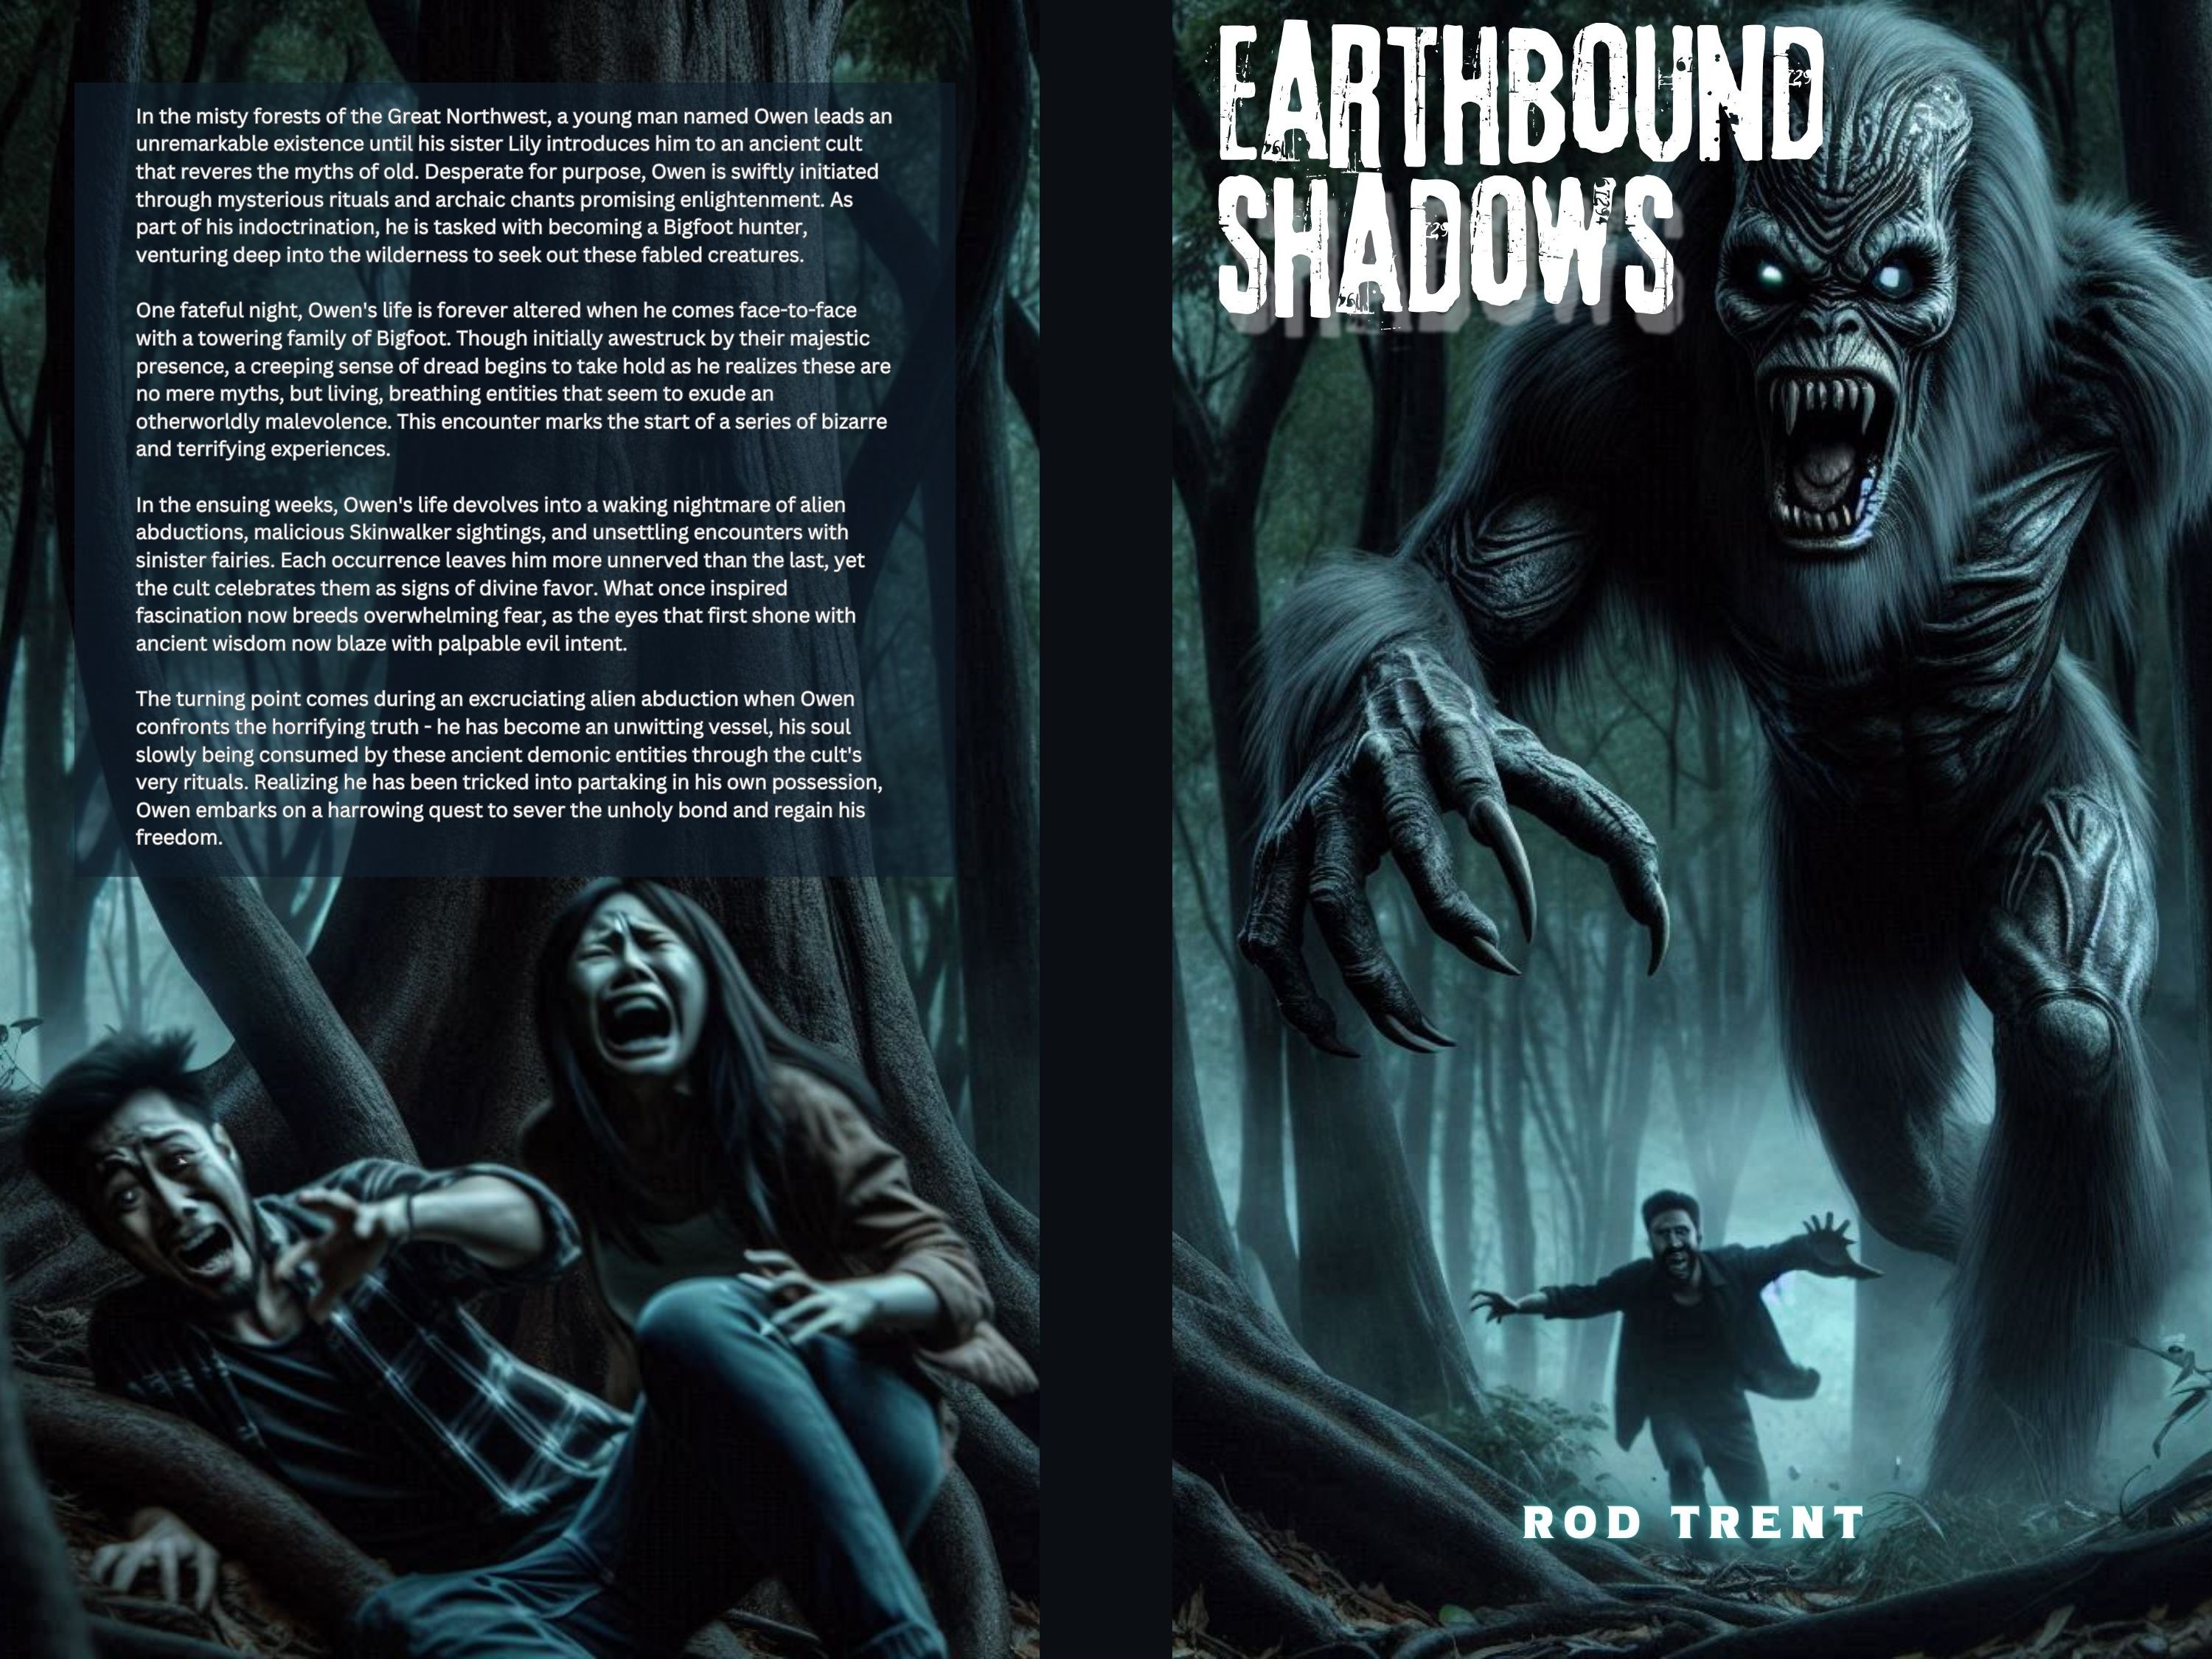 In the misty forests of the Great Northwest, a young man named Owen leads an
unremarkable existence until his sister Lily introduces him to an ancient cult
that reveres the myths of old. Desperate for purpose, Owen is swiftly initiated
through mysterious rituals and archaic chants promising enlightenment. As
part of his indoctrination, he is tasked with becoming a Bigfoot hunter,
venturing deep into the wilderness to seek out these fabled creatures.
One fateful night, Owen's life is forever altered when he comes face-to-face
with a towering family of Bigfoot. Though initially awestruck by their majestic
presence, a creeping sense of dread begins to take hold as he realizes these are
no mere myths, but living, breathing entities that seem to exude an
otherworldly malevolence. This encounter marks the start of a series of bizarre
and terrifying experiences.
In the ensuing weeks, Owen's life devolves into a waking nightmare of alien
abductions, malicious Skinwalker sightings, and unsettling encounters with
sinister fairies. Each occurrence leaves him more unnerved than the last, yet
the cult celebrates them as signs of divine favor. What once inspired
fascination now breeds overwhelming fear, as the eyes that first shone with
ancient wisdom now blaze with palpable evil intent.
The turning point comes during an excruciating alien abduction when Owen
confronts the horrifying truth - he has become an unwitting vessel, his soul
slowly being consumed by these ancient demonic entities through the cult's
very rituals. Realizing he has been tricked into partaking in his own possession,
Owen embarks on a harrowing quest to sever the unholy bond and regain his
freedom.
EARTHBOUND
SHADOWS
ROD TRENT